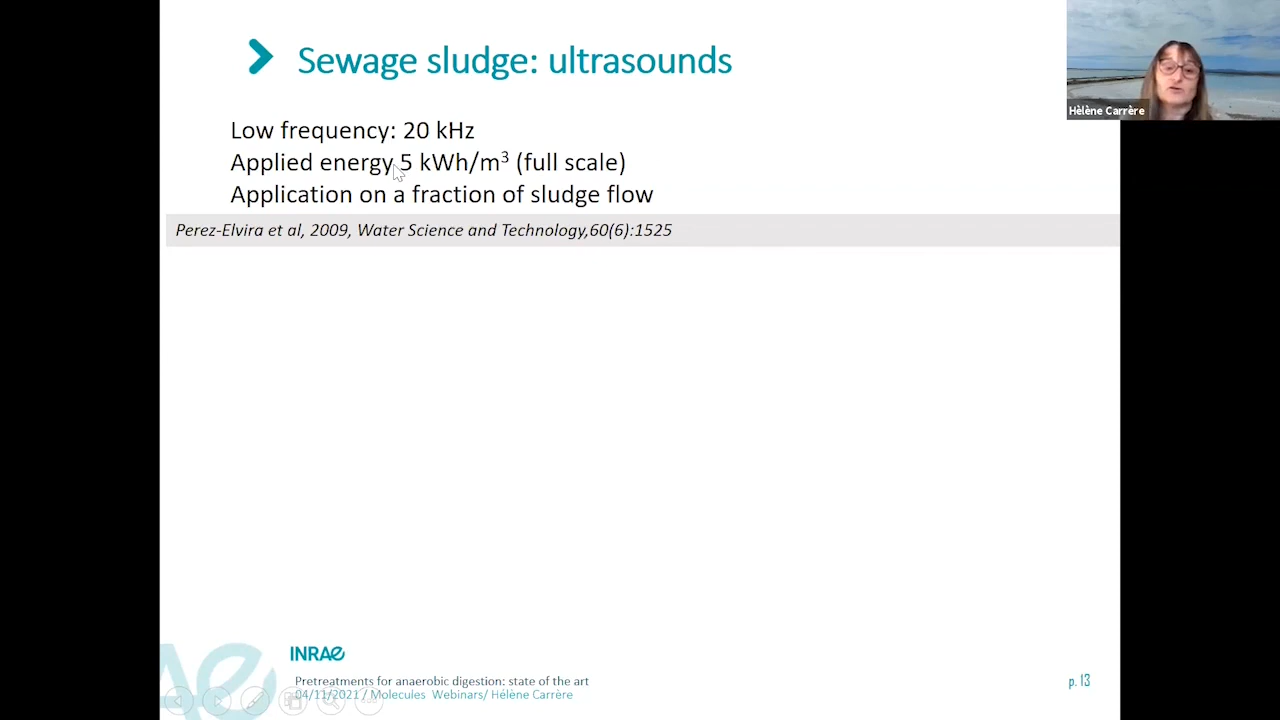 Sewage sludge: ultrasounds
Hélène Carrère
Low frequency: 20 kHz
Applied energy 5 kWh/m³ (full scale)
Application on a fraction of sludge flow
Perez-Elvira et al, 2009, Water Science and Technology,60(6):1525
INRAE
Pretreatments for anaerobic digestion: state of the art
04/11/2021 / Molecules Webinars/ Hélène Carrère
p. 13